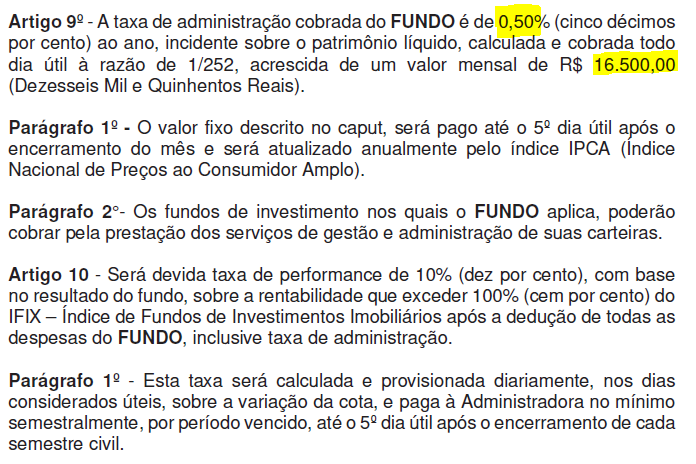 Artigo 9º - A taxa de administração cobrada do FUNDO é de 0,50% (cinco décimos
por cento) ao ano, incidente sobre o patrimônio líquido, calculada e cobrada todo
dia útil à razão de 1/252, acrescida de um valor mensal de R$ 16.500,00
(Dezesseis Mil e Quinhentos Reais).
Parágrafo 1º - O valor fixo descrito no caput, será pago até o 5º dia útil após o
encerramento do mês e será atualizado anualmente pelo índice IPCA (Índice
Nacional de Preços ao Consumidor Amplo).
Parágrafo 2°- Os fundos de investimento nos quais o FUNDO aplica, poderão
cobrar pela prestação dos serviços de gestão e administração de suas carteiras.
Artigo 10 - Será devida taxa de performance de 10% (dez por cento), com base
no resultado do fundo, sobre a rentabilidade que exceder 100% (cem por cento) do
IFIX – Índice de Fundos de Investimentos Imobiliários após a dedução de todas as
despesas do FUNDO, inclusive taxa de administração.
Parágrafo 1º - Esta taxa será calculada e provisionada diariamente, nos dias
considerados úteis, sobre a variação da cota, e paga à Administradora no mínimo
semestralmente, por período vencido, até o 5º dia útil após o encerramento de cada
semestre civil.